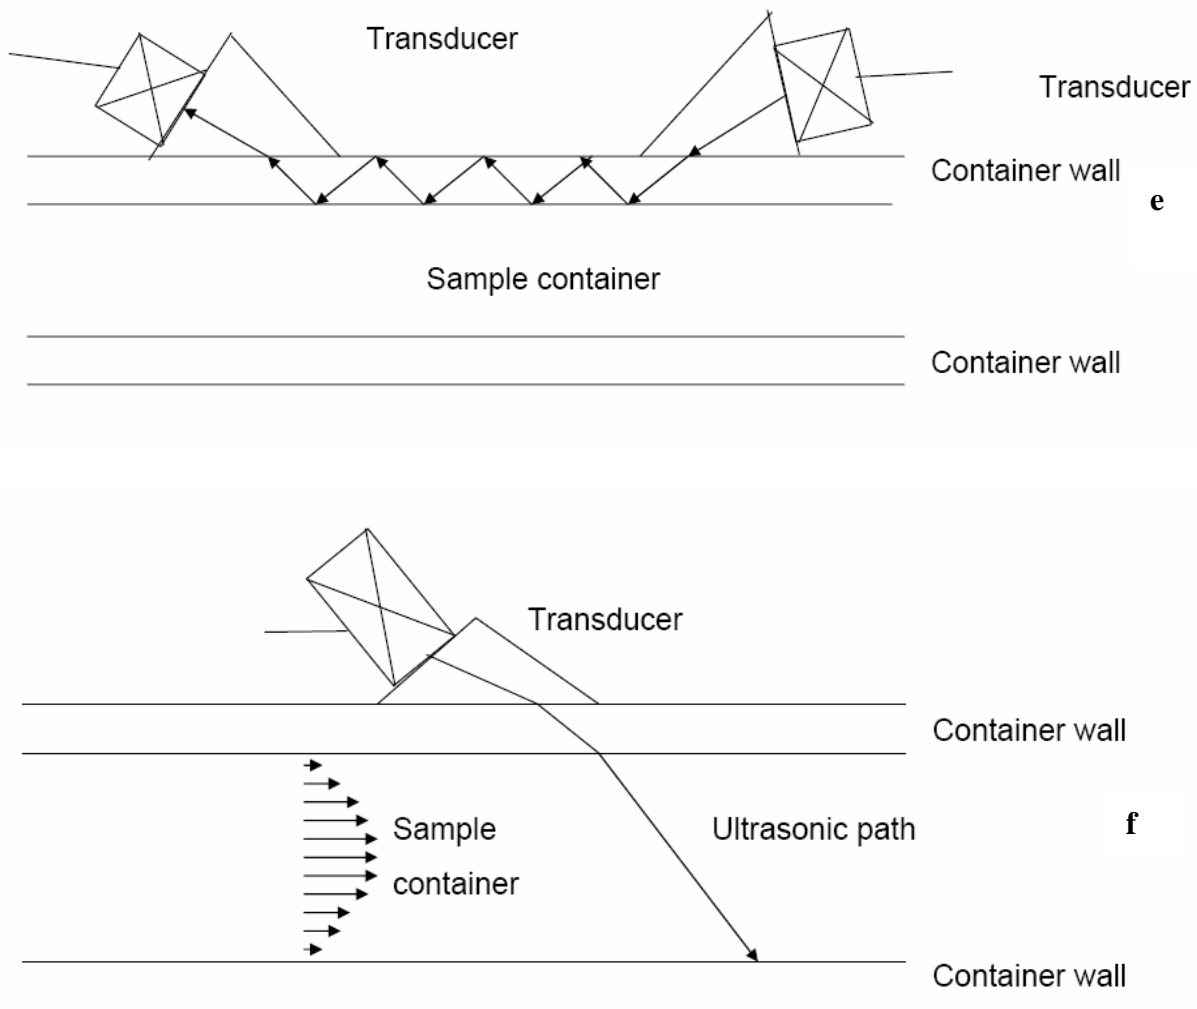 Transducer
Transducer
Container wall
e
Sample container
Container wall
Transducer
Container wall
Sample
container
Ultrasonic path
f
Container wall